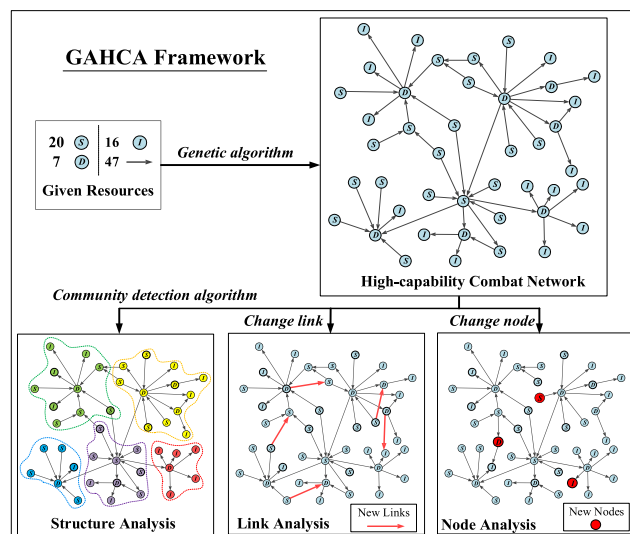 GAHCA Framework
20 S 16 I
7 D 47
Given Resources
Genetic algorithm
High-capability Combat Network
Community detection algorithm
Change link
Change node
Structure Analysis
Link Analysis
New Links
Node Analysis
New Nodes